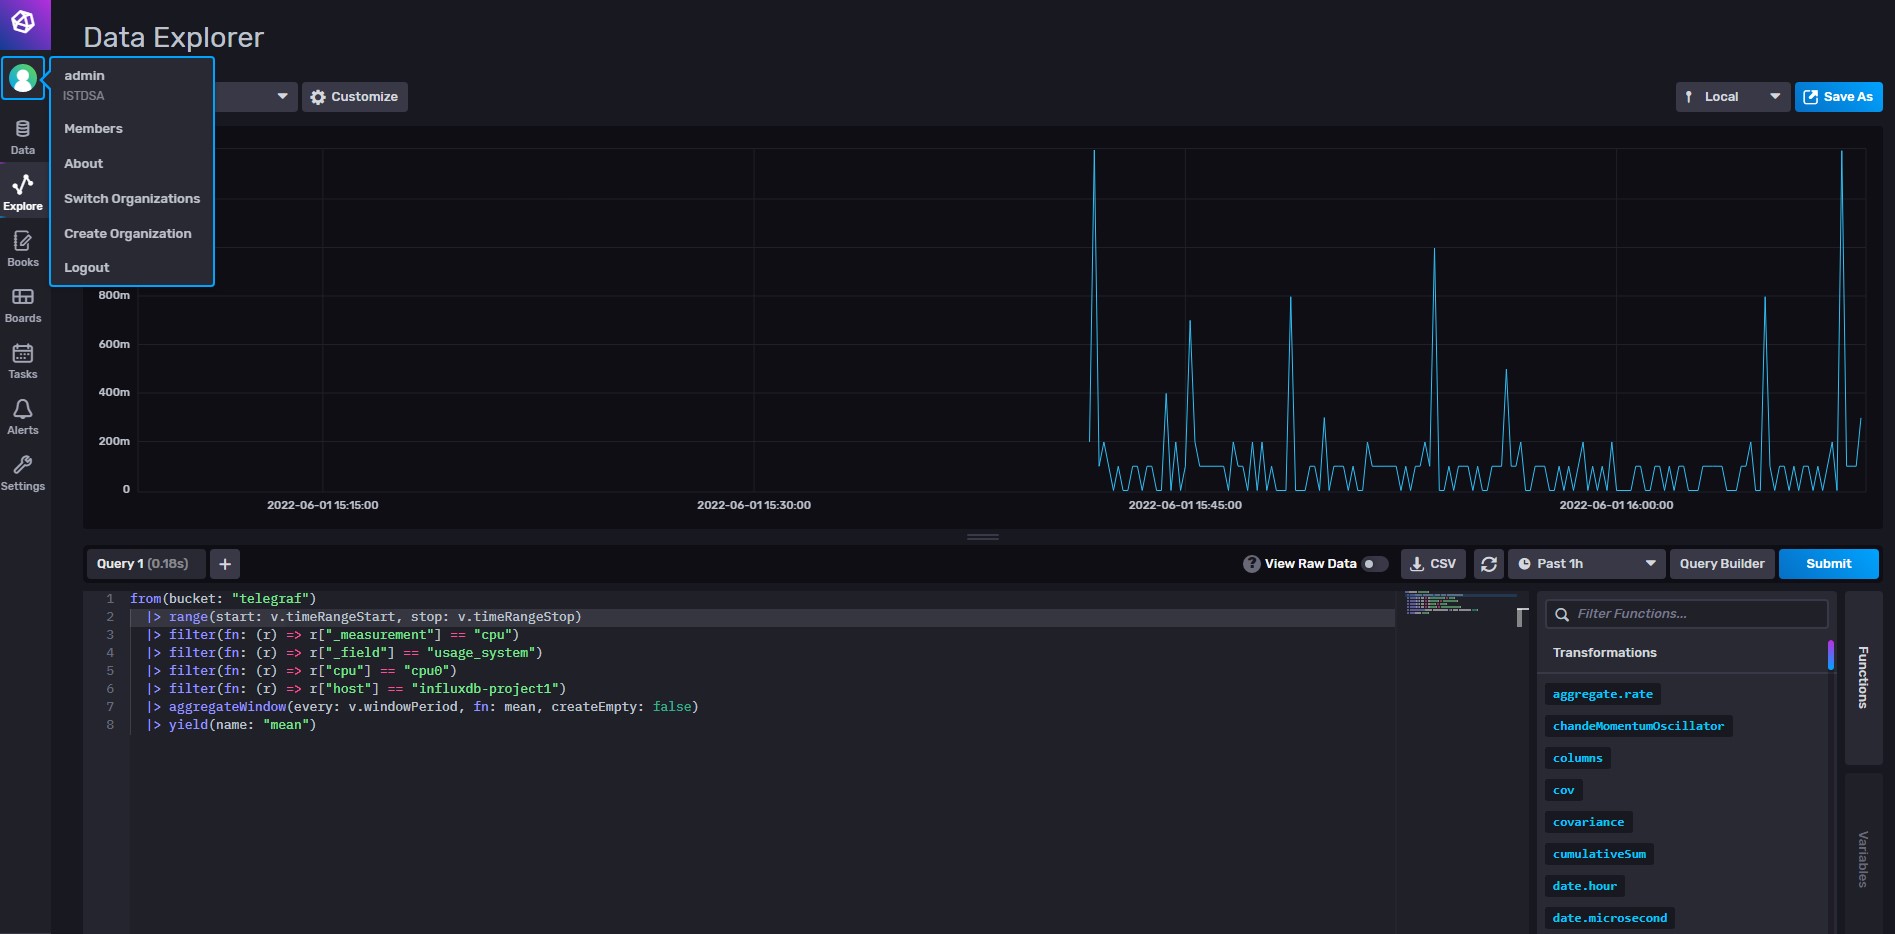 Data Explorer
admin
ISTDSA
Members
About
Switch Organizations
Create Organization
Logout
Data
Explore
Books
Boards
Tasks
Alerts
Settings
Customize
Local
Save As
800m
600m
400m
200m
0
2022-06-01 15:15:00
2022-06-01 15:30:00
2022-06-01 15:45:00
2022-06-01 16:00:00
Query 1 (0.18s)
+
? View Raw Data
CSV
Past 1h
Query Builder
Submit
1 from(bucket: "telegraf")
2 |> range(start: v.timeRangeStart, stop: v.timeRangeStop)
3 |> filter(fn: (r) => r["_measurement"] == "cpu")
4 |> filter(fn: (r) => r["_field"] == "usage_system")
5 |> filter(fn: (r) => r["cpu"] == "cpu0")
6 |> filter(fn: (r) => r["host"] == "influxdb-project1")
7 |> aggregateWindow(every: v.windowPeriod, fn: mean, createEmpty: false)
8 |> yield(name: "mean")
Filter Functions...
Transformations
aggregate.rate
chandeMomentumOscillator
columns
cov
covariance
cumulativeSum
date.hour
date.microsecond
Functions
Variables